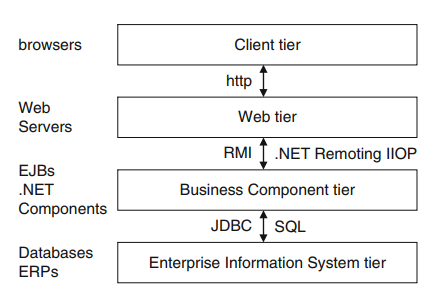 browsers
Client tier
http
Web
Servers
Web tier
RMI
.NET Remoting IIOP
EJBs
.NET
Components
Business Component tier
JDBC
SQL
Databases
ERPs
Enterprise Information System tier